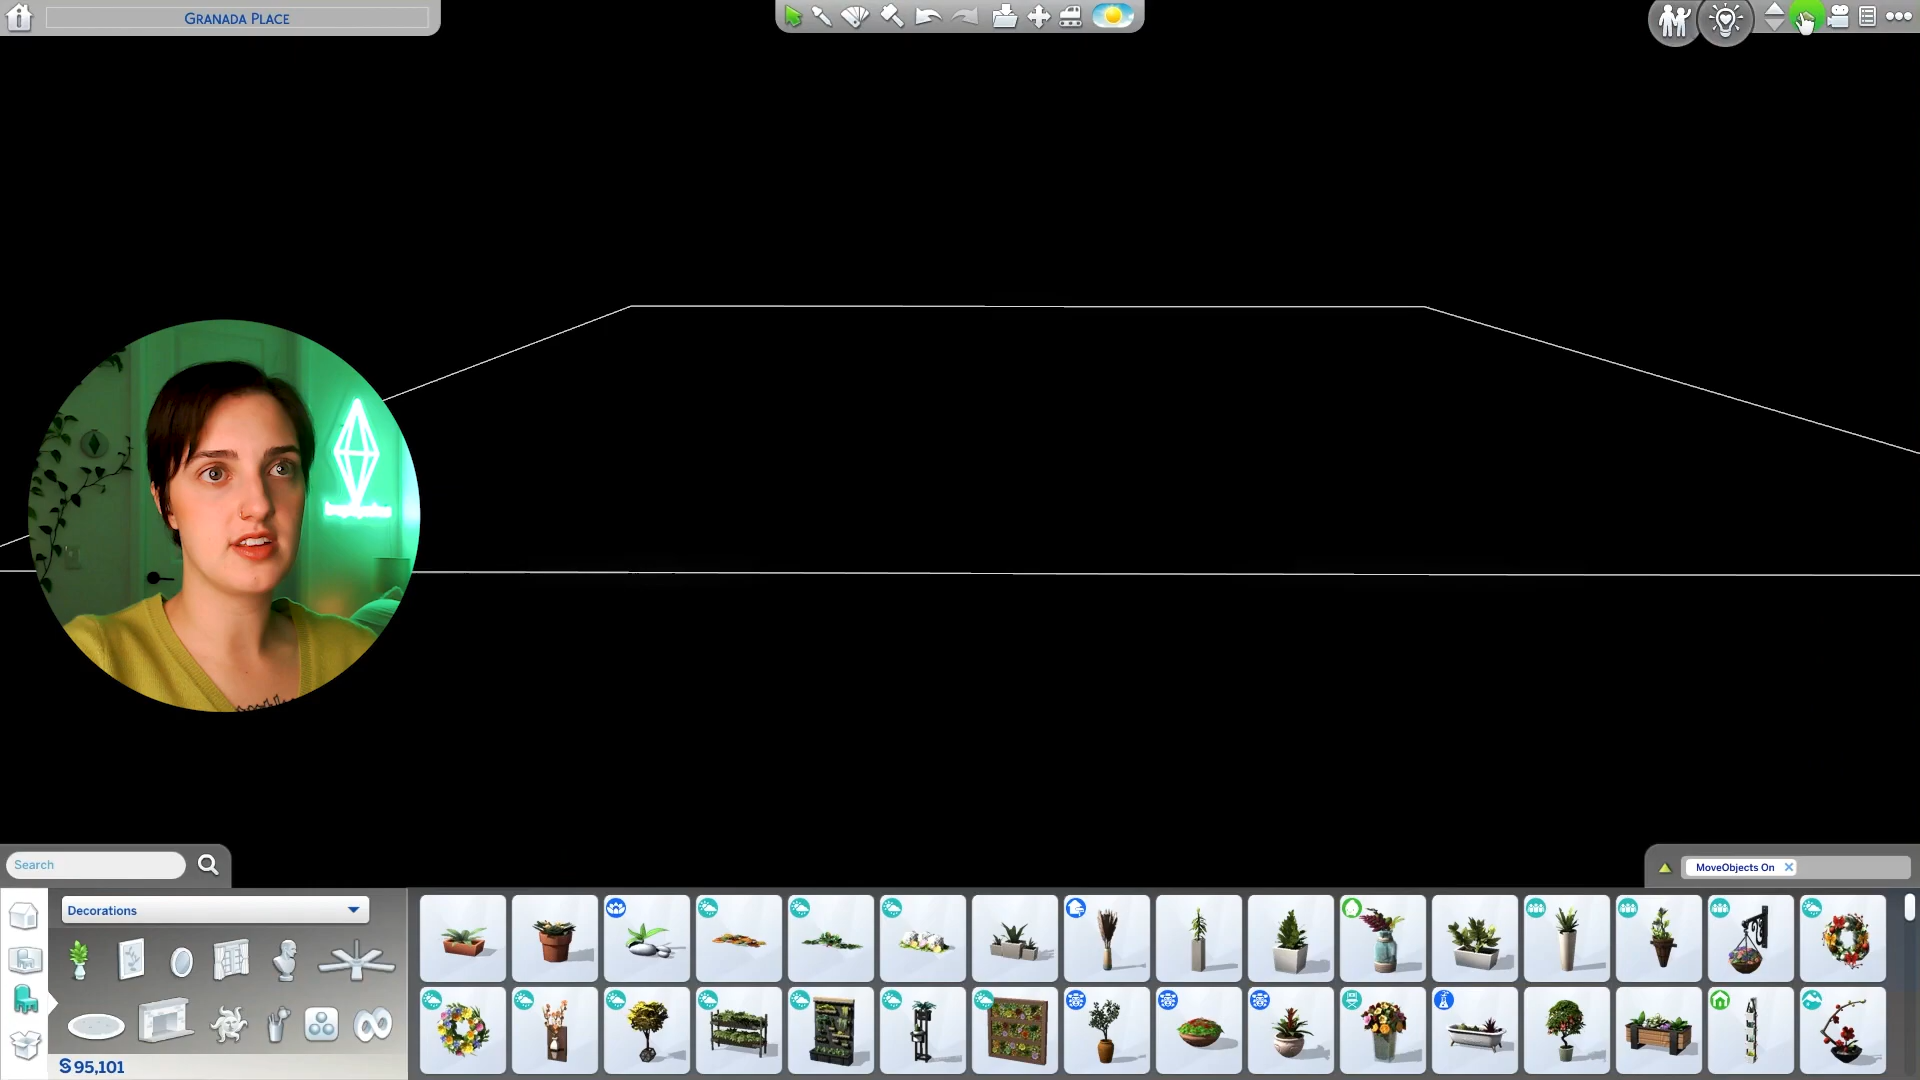 GRANADA PLACE
Search
MoveObjects On
Decorations
§95,101